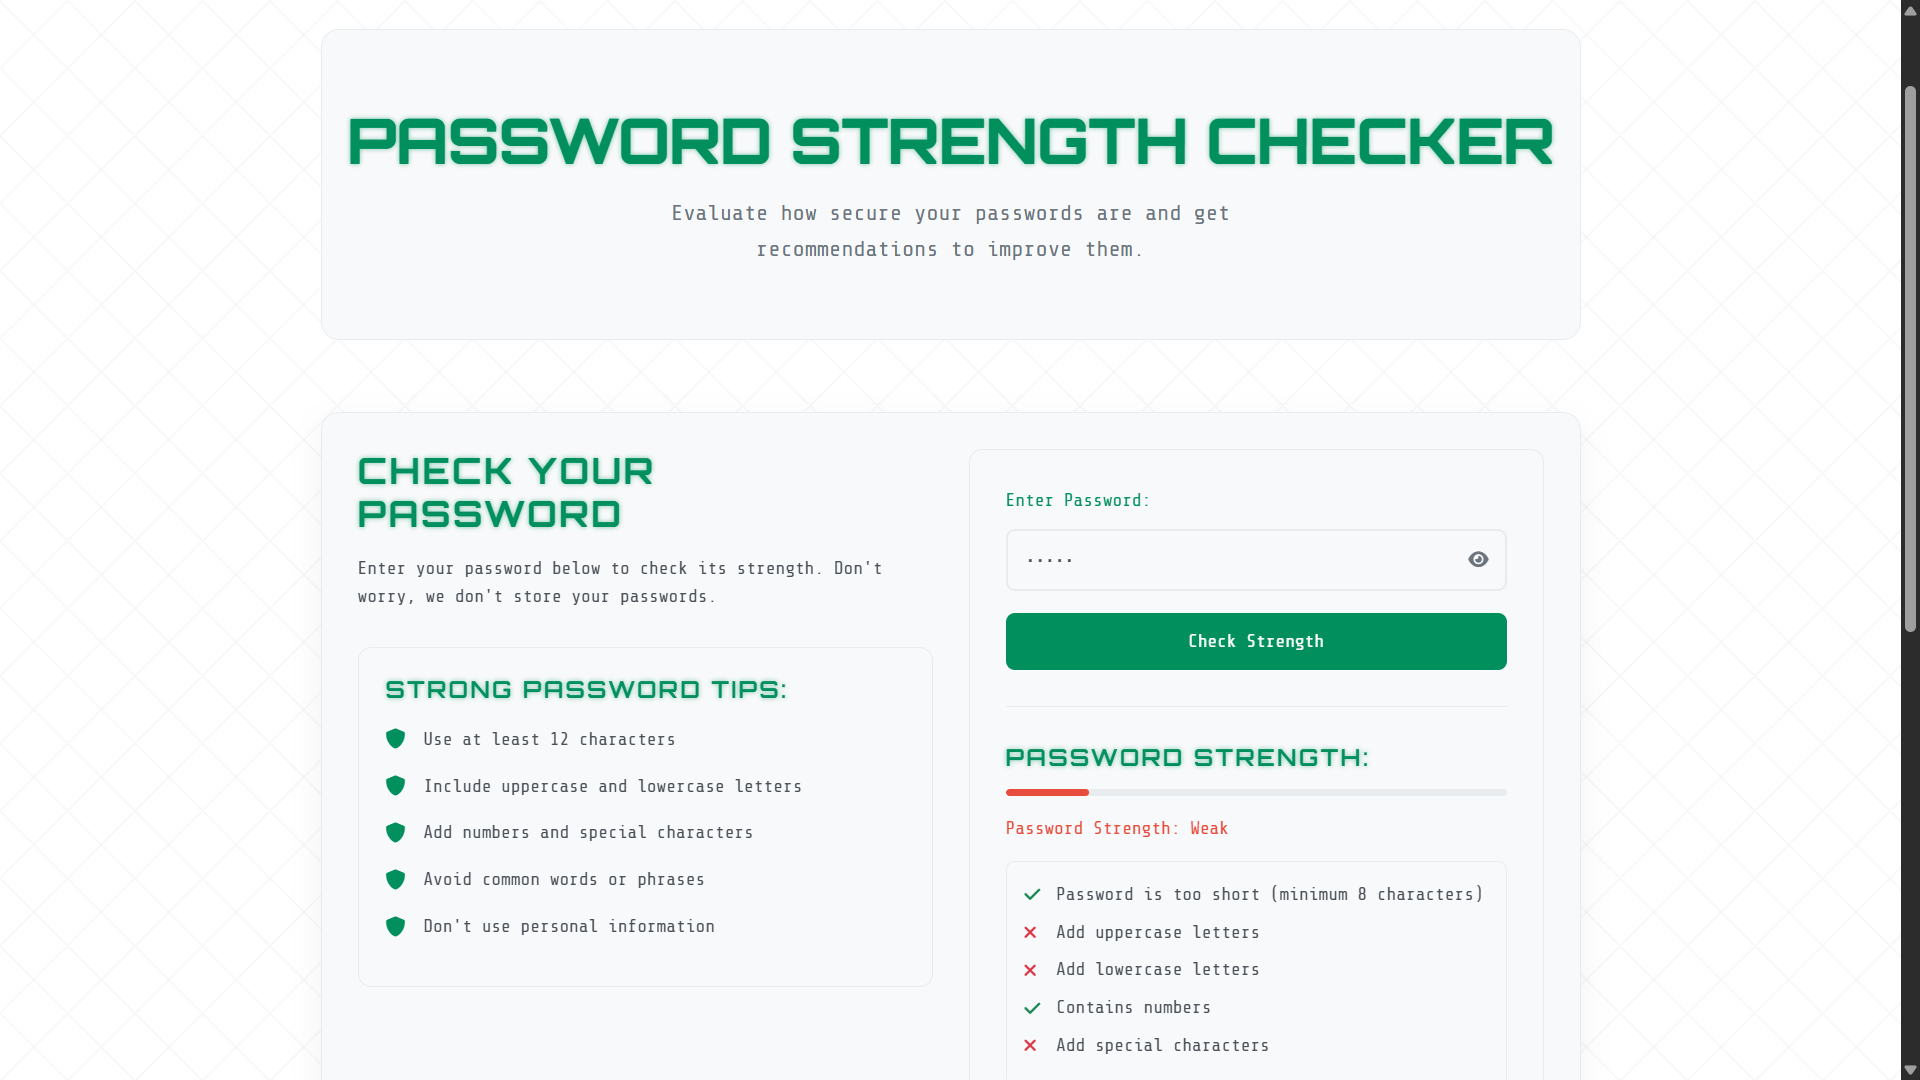 PASSWORD STRENGTH CHECKER
Evaluate how secure your passwords are and get
recommendations to improve them.
CHECK YOUR
PASSWORD
Enter your password below to check its strength. Don't
worry, we don't store your passwords.
STRONG PASSWORD TIPS:
Use at least 12 characters
Include uppercase and lowercase letters
Add numbers and special characters
Avoid common words or phrases
Don't use personal information
Enter Password:
·····
Check Strength
PASSWORD STRENGTH:
Password Strength: Weak
Password is too short (minimum 8 characters)
Add uppercase letters
Add lowercase letters
Contains numbers
Add special characters